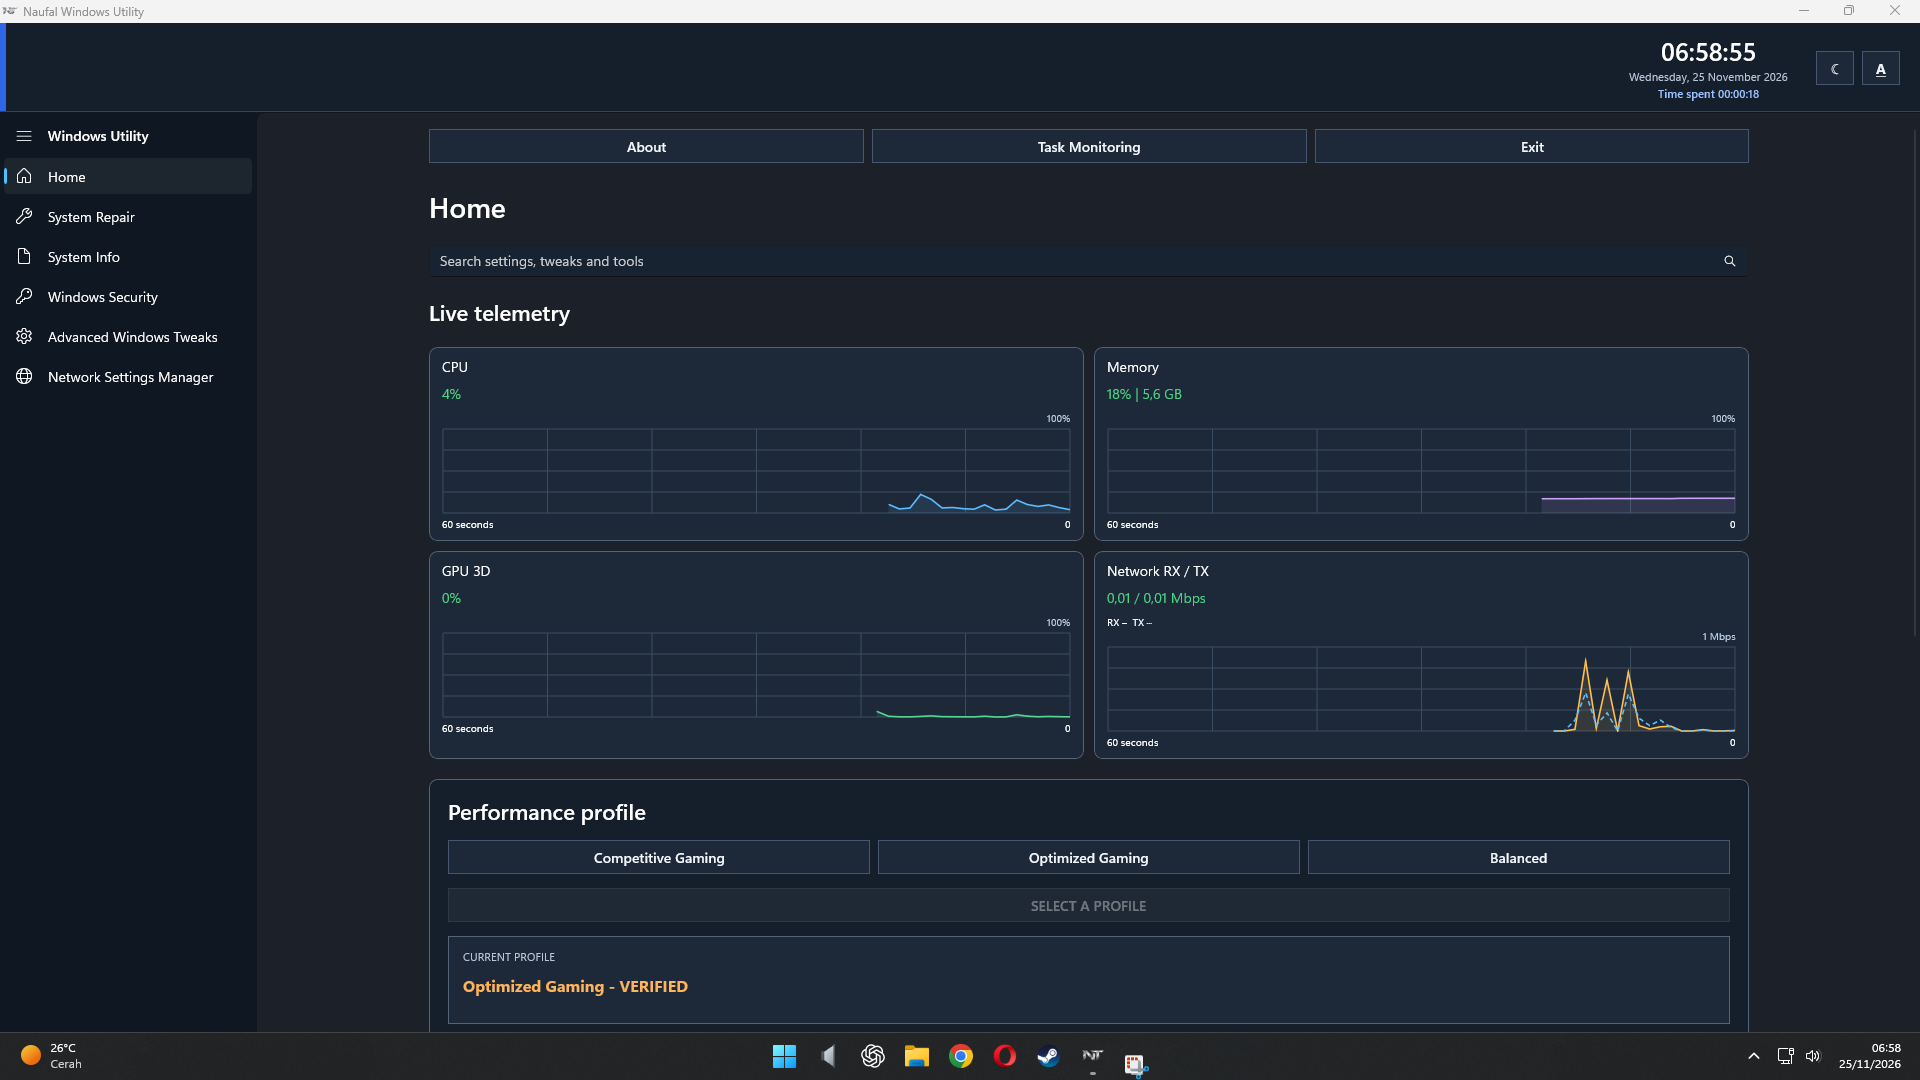 Naufal Windows Utility
06:58:55
Wednesday, 25 November 2026
Time spent 00:00:18
A
Windows Utility
Home
System Repair
System Info
Windows Security
Advanced Windows Tweaks
Network Settings Manager
About
Task Monitoring
Exit
Home
Search settings, tweaks and tools
Live telemetry
CPU
4%
100%
60 seconds
0
Memory
18% | 5,6 GB
100%
60 seconds
0
GPU 3D
0%
100%
60 seconds
0
Network RX / TX
0,01 / 0,01 Mbps
RX – TX --
1 Mbps
60 seconds
0
Performance profile
Competitive Gaming
Optimized Gaming
Balanced
SELECT A PROFILE
CURRENT PROFILE
Optimized Gaming - VERIFIED
26°C
Cerah
06:58
25/11/2026